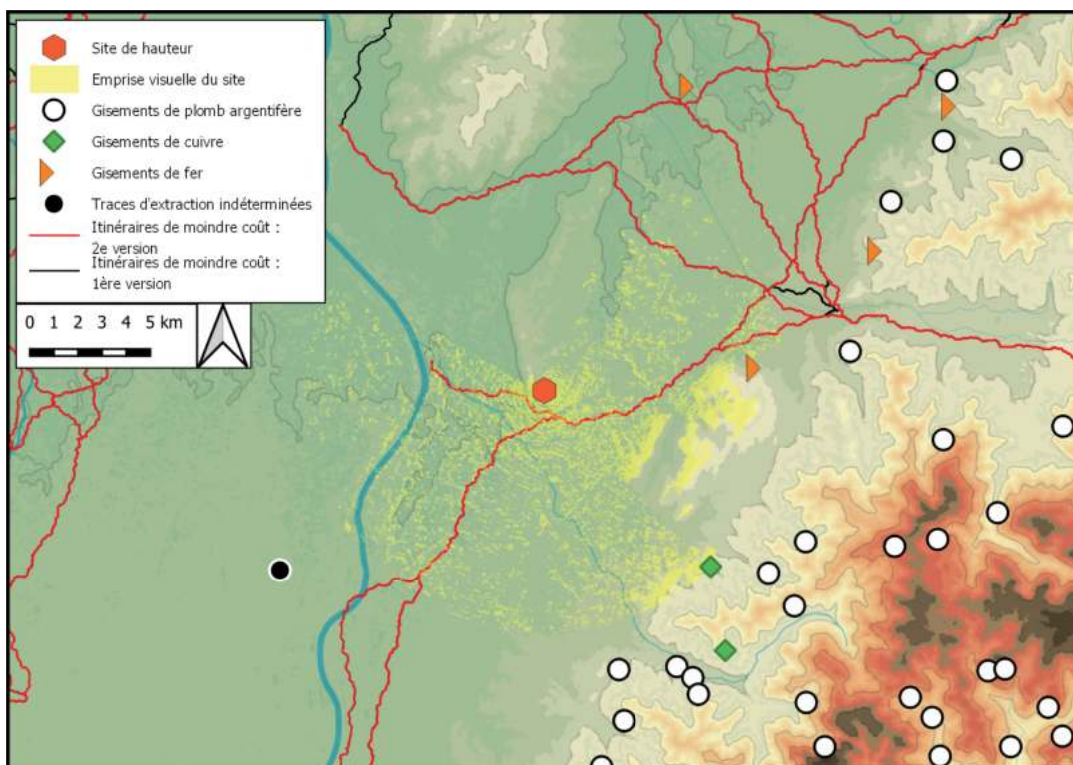 Site de hauteur
Emprise visuelle du site
Gisements de plomb argentifère
Gisements de cuivre
Gisements de fer
Traces d'extraction indéterminées
Itinéraires de moindre coût :
2e version
Itinéraires de moindre coût :
1ère version
0 1 2 3 4 5 km